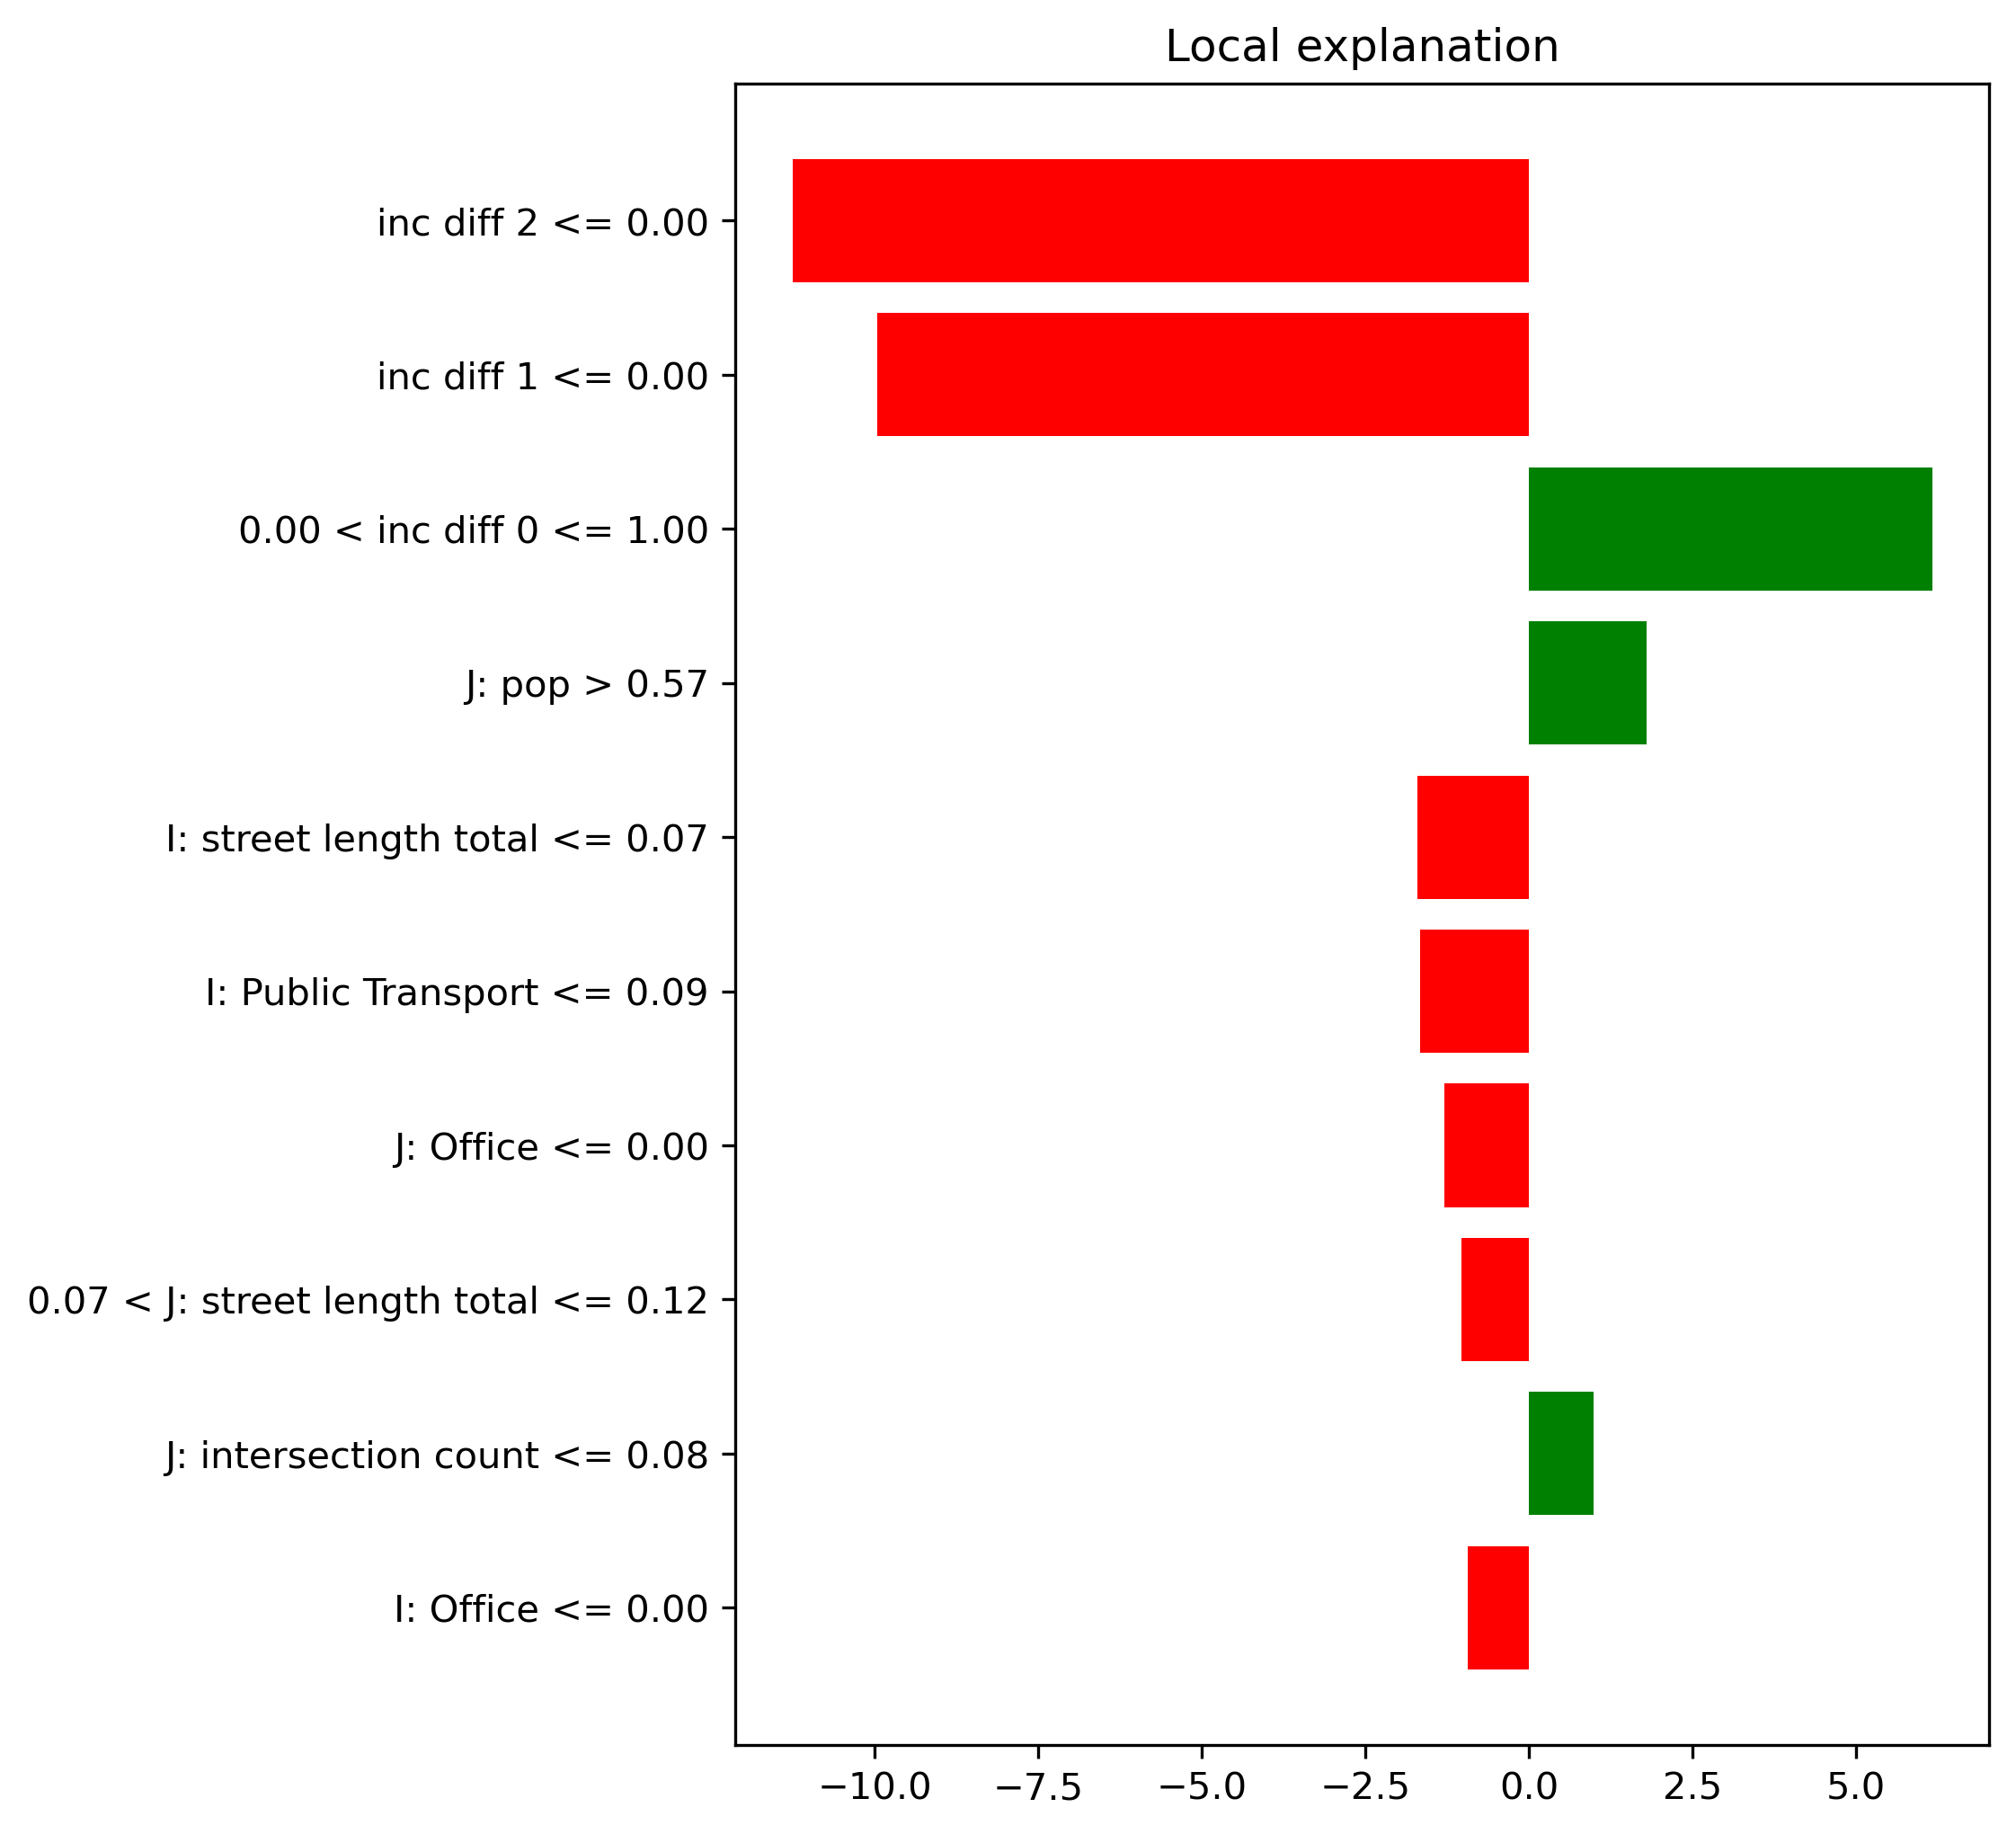 Local explanation
inc diff 2 <= 0.00
inc diff 1 <= 0.00
0.00 < inc diff 0 <= 1.00
J: pop > 0.57
I: street length total <= 0.07
I: Public Transport <= 0.09
J: Office <= 0.00
0.07 < J: street length total <= 0.12
J: intersection count <= 0.08
I: Office <= 0.00
−10.0 −7.5 −5.0 −2.5 0.0 2.5 5.0